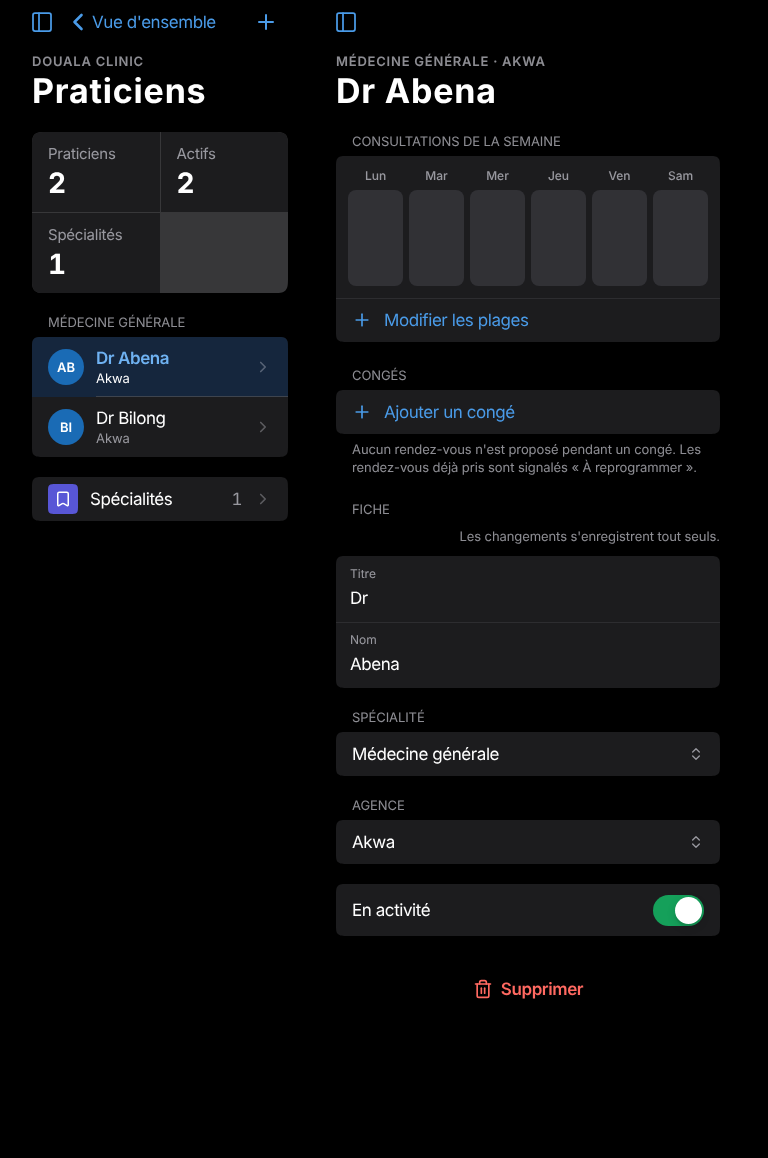 Vue d'ensemble
DOUALA CLINIC
Praticiens
Praticiens
2
Actifs
2
Spécialités
1
MÉDECINE GÉNÉRALE
AB
Dr Abena
Akwa
BI
Dr Bilong
Akwa
Spécialités
1
MÉDECINE GÉNÉRALE · AKWA
Dr Abena
CONSULTATIONS DE LA SEMAINE
Lun Mar Mer Jeu Ven Sam
Modifier les plages
CONGÉS
Ajouter un congé
Aucun rendez-vous n'est proposé pendant un congé. Les
rendez-vous déjà pris sont signalés « À reprogrammer ».
FICHE
Les changements s'enregistrent tout seuls.
Titre
Dr
Nom
Abena
SPÉCIALITÉ
Médecine générale
AGENCE
Akwa
En activité
Supprimer